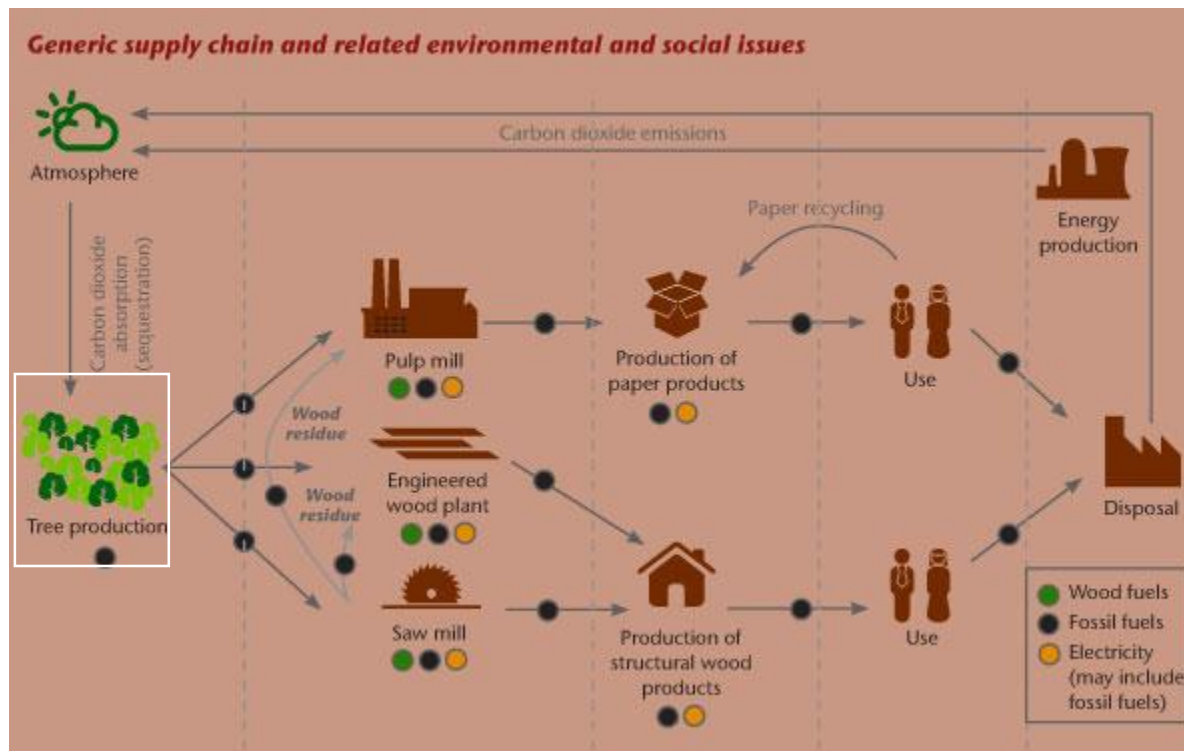 Generic supply chain and related environmental and social issues
Atmosphere
Carbon dioxide emissions
Energy
production
Carbon dioxide
absorption
(sequestration)
Paper recycling
Pulp mill
Production of
paper products
Use
Wood
residue
Engineered
wood plant
Wood
residue
Tree production
Disposal
Saw mill
Production of
structural wood
products
Use
Wood fuels
Fossil fuels
Electricity
(may include
fossil fuels)